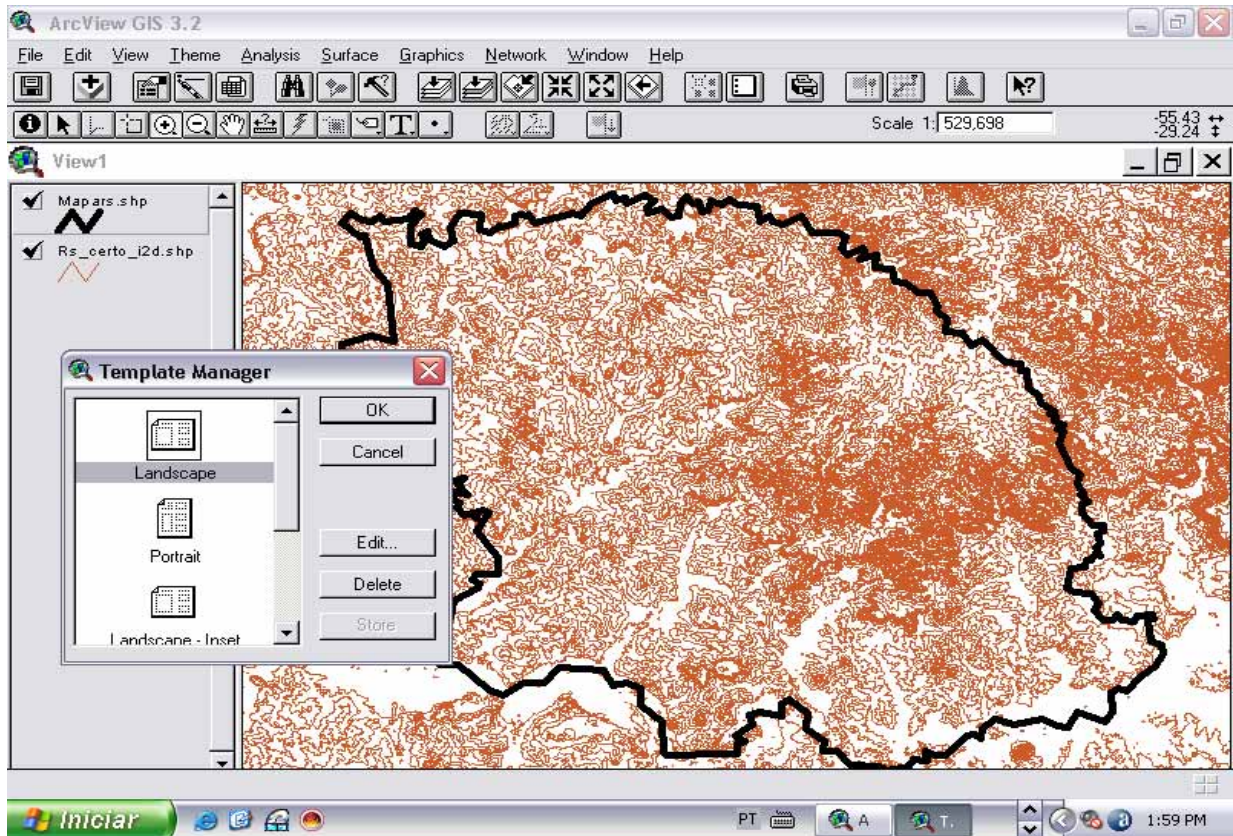 ArcView GIS 3.2
File Edit View Theme Analysis Surface Graphics Network Window Help
Scale 1: 529,698
-55.43
-29.24
View1
Mapars.shp
Rs_certo_i2d.shp
Template Manager
Landscape
Portrait
Landscape - Inset
OK
Cancel
Edit...
Delete
Store
Iniciar
PT
A
T.
1:59 PM